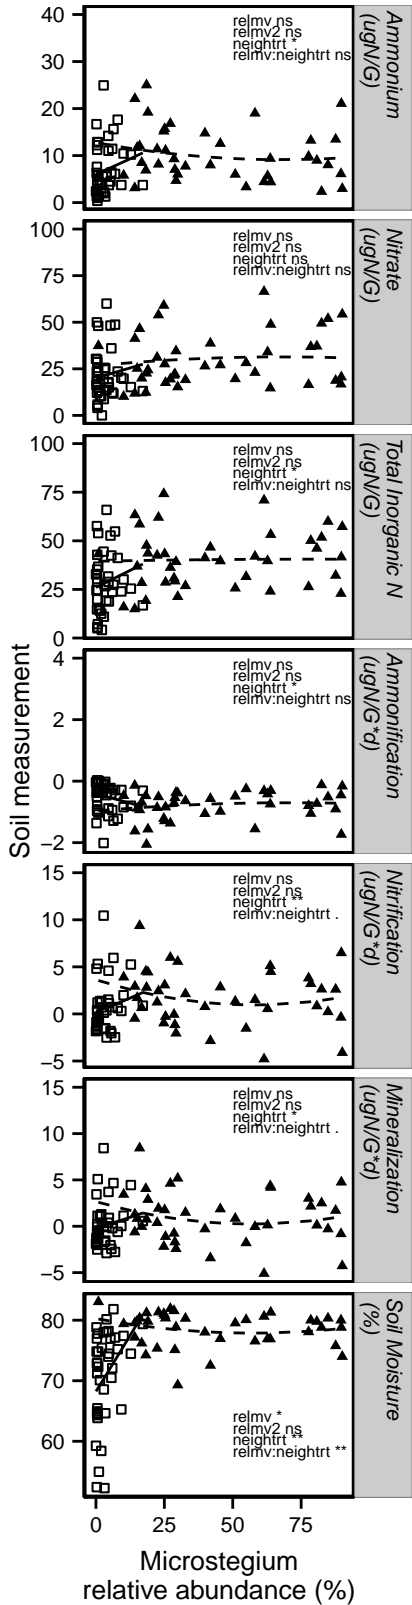 40
30
20
10
0
relmv ns
relmv2 ns
neightrt *
relmv:neightrt ns
Ammonium
(ugN/G)
100
75
50
25
0
relmv ns
relmv2 ns
neightrt ns
relmv:neightrt ns
Nitrate
(ugN/G)
100
75
50
25
0
relmv ns
relmv2 ns
neightrt *
relmv:neightrt ns
Total Inorganic N
(ugN/G)
Soil measurement
4
2
0
−2
relmv ns
relmv2 ns
neightrt *
relmv:neightrt ns
Ammonification
(ugN/G*d)
15
10
5
0
−5
relmv ns
relmv2 ns
neightrt **
relmv:neightrt .
Nitrification
(ugN/G*d)
15
10
5
0
−5
relmv ns
relmv2 ns
neightrt *
relmv:neightrt .
Mineralization
(ugN/G*d)
80
70
60
relmv *
relmv2 ns
neightrt **
relmv:neightrt **
Soil Moisture
(%)
0 25 50 75
Microstegium
relative abundance (%)